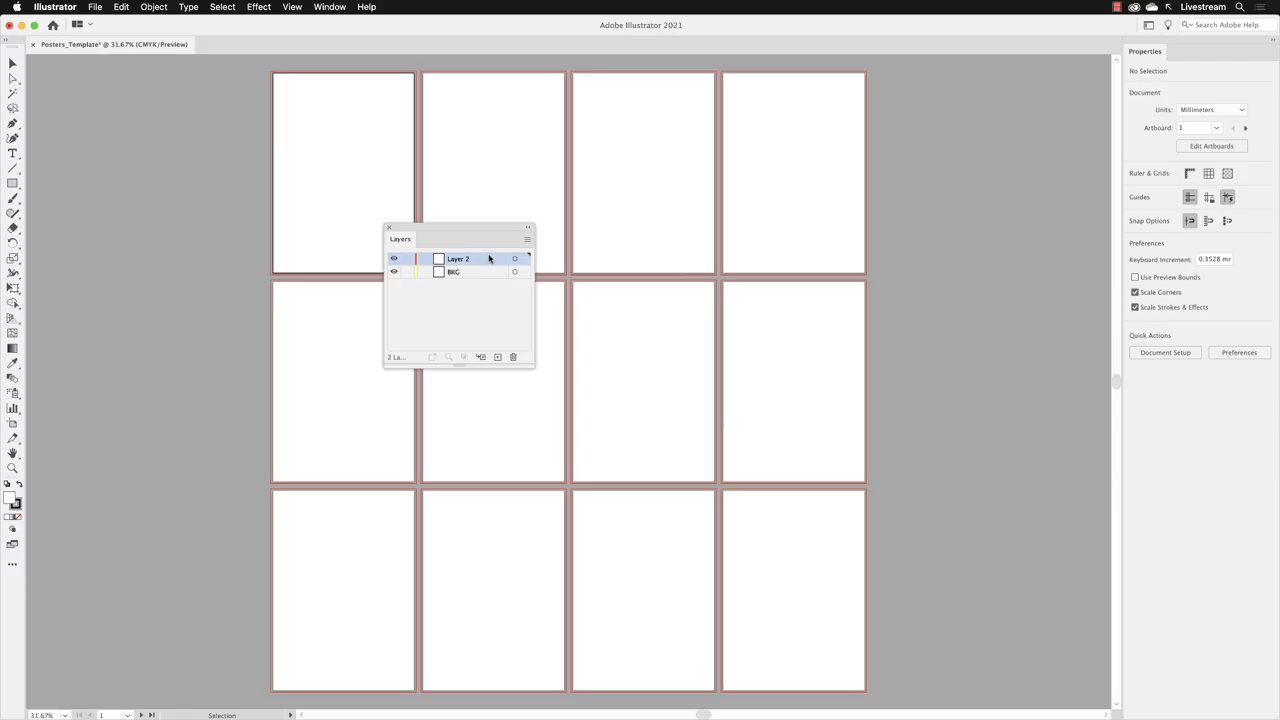 Illustrator File Edit Object Type Select Effect View Window Help Livestream
Adobe Illustrator 2021 Search Adobe Help
Posters_Template* @ 31.67% (CMYK/Preview)
Properties
No Selection
Document
Units: Millimeters
Artboard: 1
Edit Artboards
Ruler & Grids
Guides
Snap Options
Preferences
Keyboard Increment: 0.3528 mr
Use Preview Bounds
Scale Corners
Scale Strokes & Effects
Quick Actions
Document Setup Preferences
Layers
Layer 2
BKG
2 La...
31.67% 1 Selection